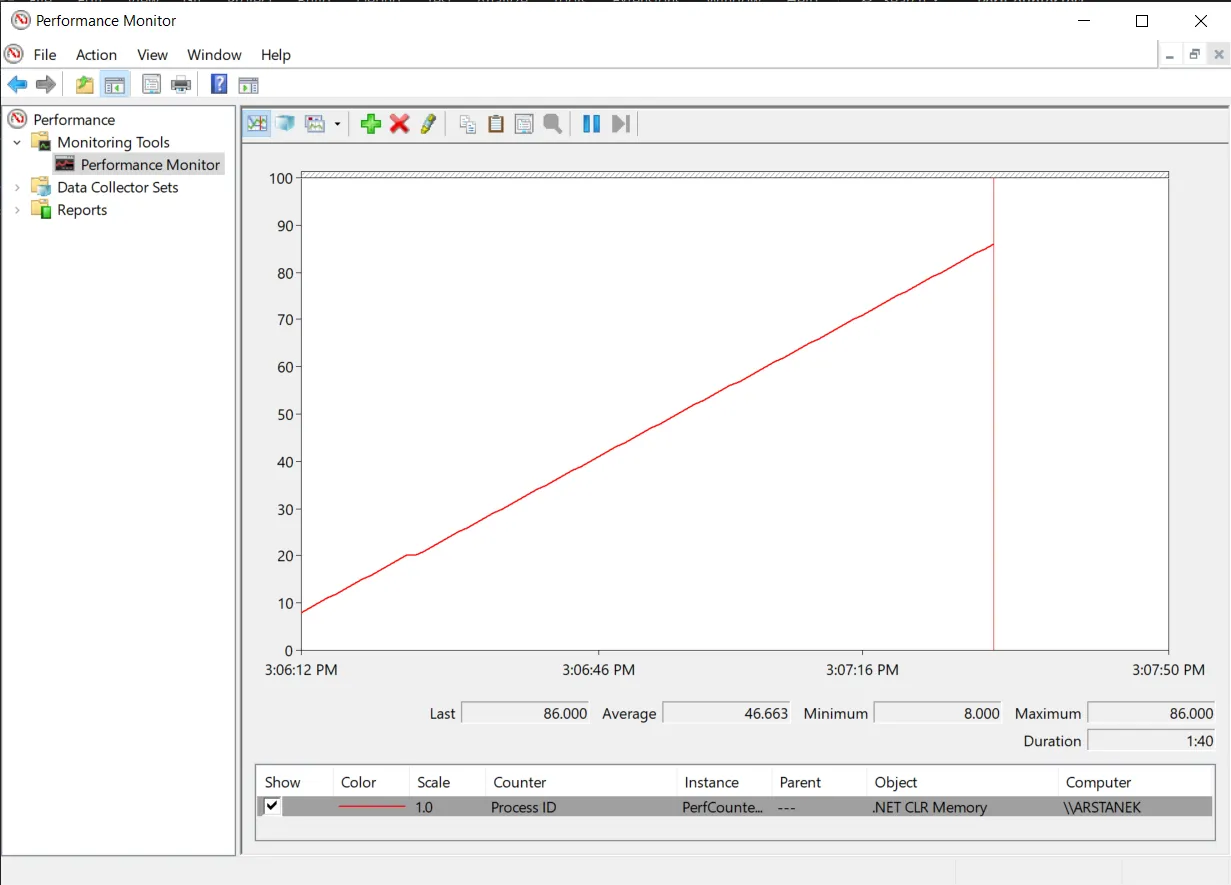 Performance Monitor
File Action View Window Help
Performance
Monitoring Tools
Performance Monitor
Data Collector Sets
Reports
100
90
80
70
60
50
40
30
20
10
0
3:06:12 PM 3:06:46 PM 3:07:16 PM 3:07:50 PM
Last 86.000 Average 46.663 Minimum 8.000 Maximum 86.000
Duration 1:40
Show Color Scale Counter Instance Parent Object Computer
1.0 Process ID PerfCounte... --- .NET CLR Memory \\ARSTANEK